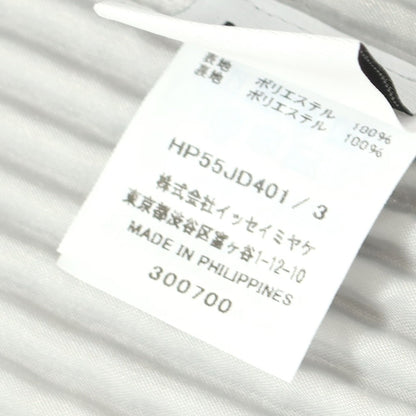 表地 ポリエステル 100%
表地 ポリエステル 100%
HP55JD401 / 3
株式会社イッセイミヤケ
東京都渋谷区富ヶ谷1-12-10
MADE IN PHILIPPINES
300700